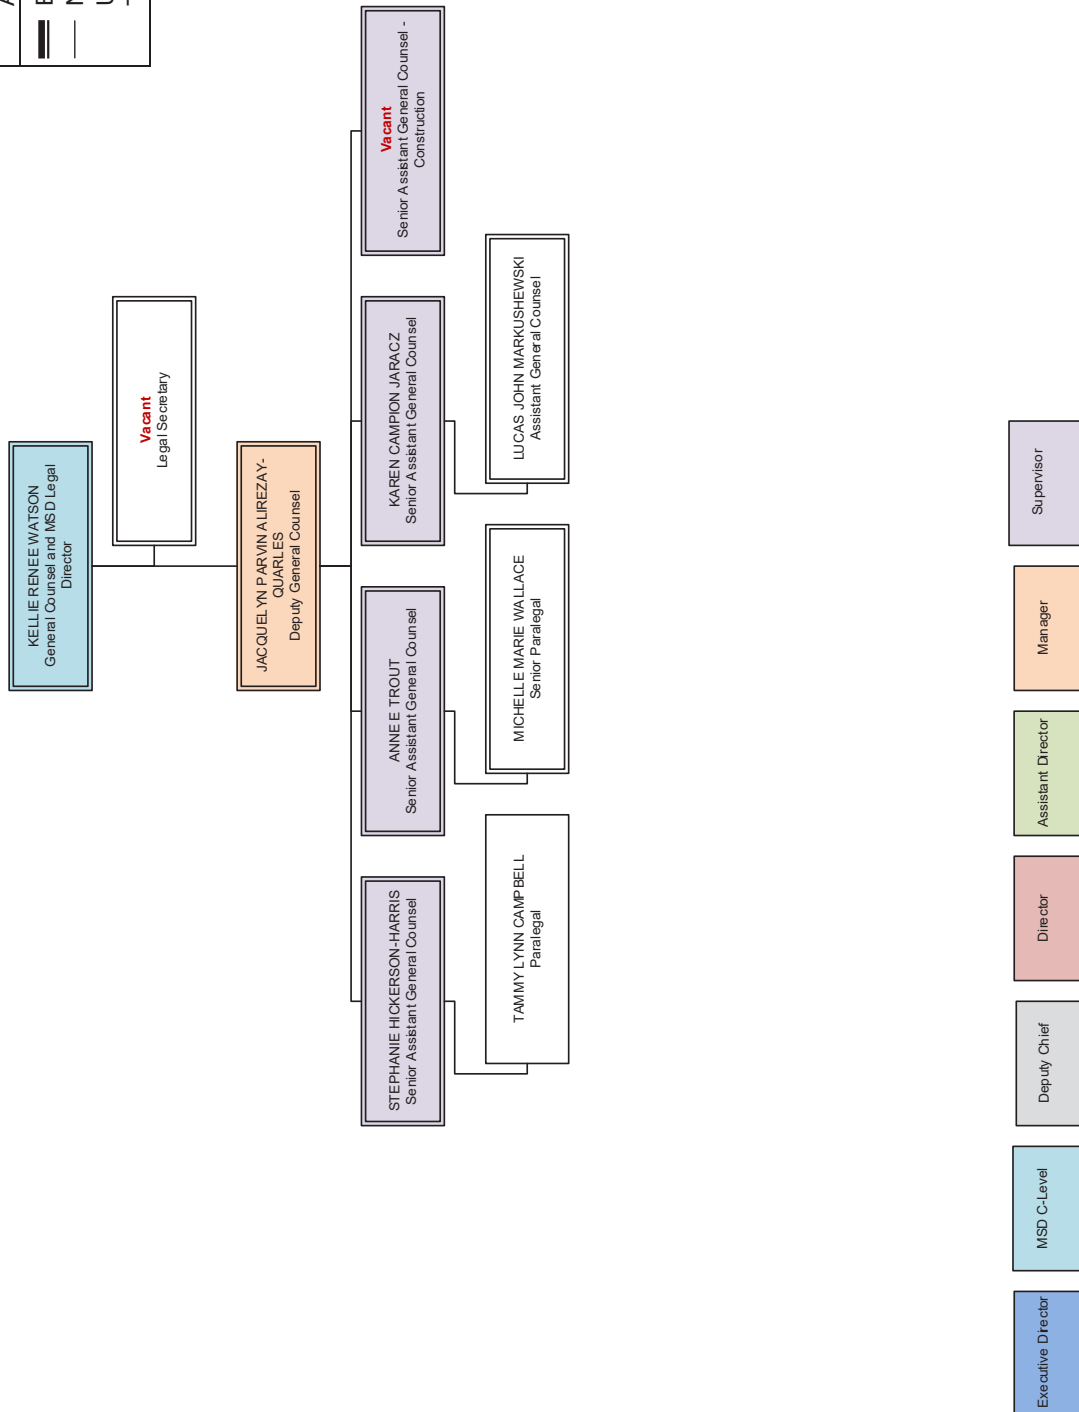 KELLIE RENEE WATSON
General Counsel and MSD Legal
Director
Vacant
Legal Secretary
JACQUELYN PARVIN ALIREZAY-
QUARLES
Deputy General Counsel
STEPHANIE HICKERSON-HARRIS
Senior Assistant General Counsel
ANNE E TROUT
Senior Assistant General Counsel
KAREN CAMPION JARACZ
Senior Assistant General Counsel
Vacant
Senior Assistant General Counsel -
Construction
TAMMY LYNN CAMPBELL
Paralegal
MICHELLE MARIE WALLACE
Senior Paralegal
LUCAS JOHN MARKUSHEWSKI
Assistant General Counsel
Executive Director
MSD C-Level
Deputy Chief
Director
Assistant Director
Manager
Supervisor